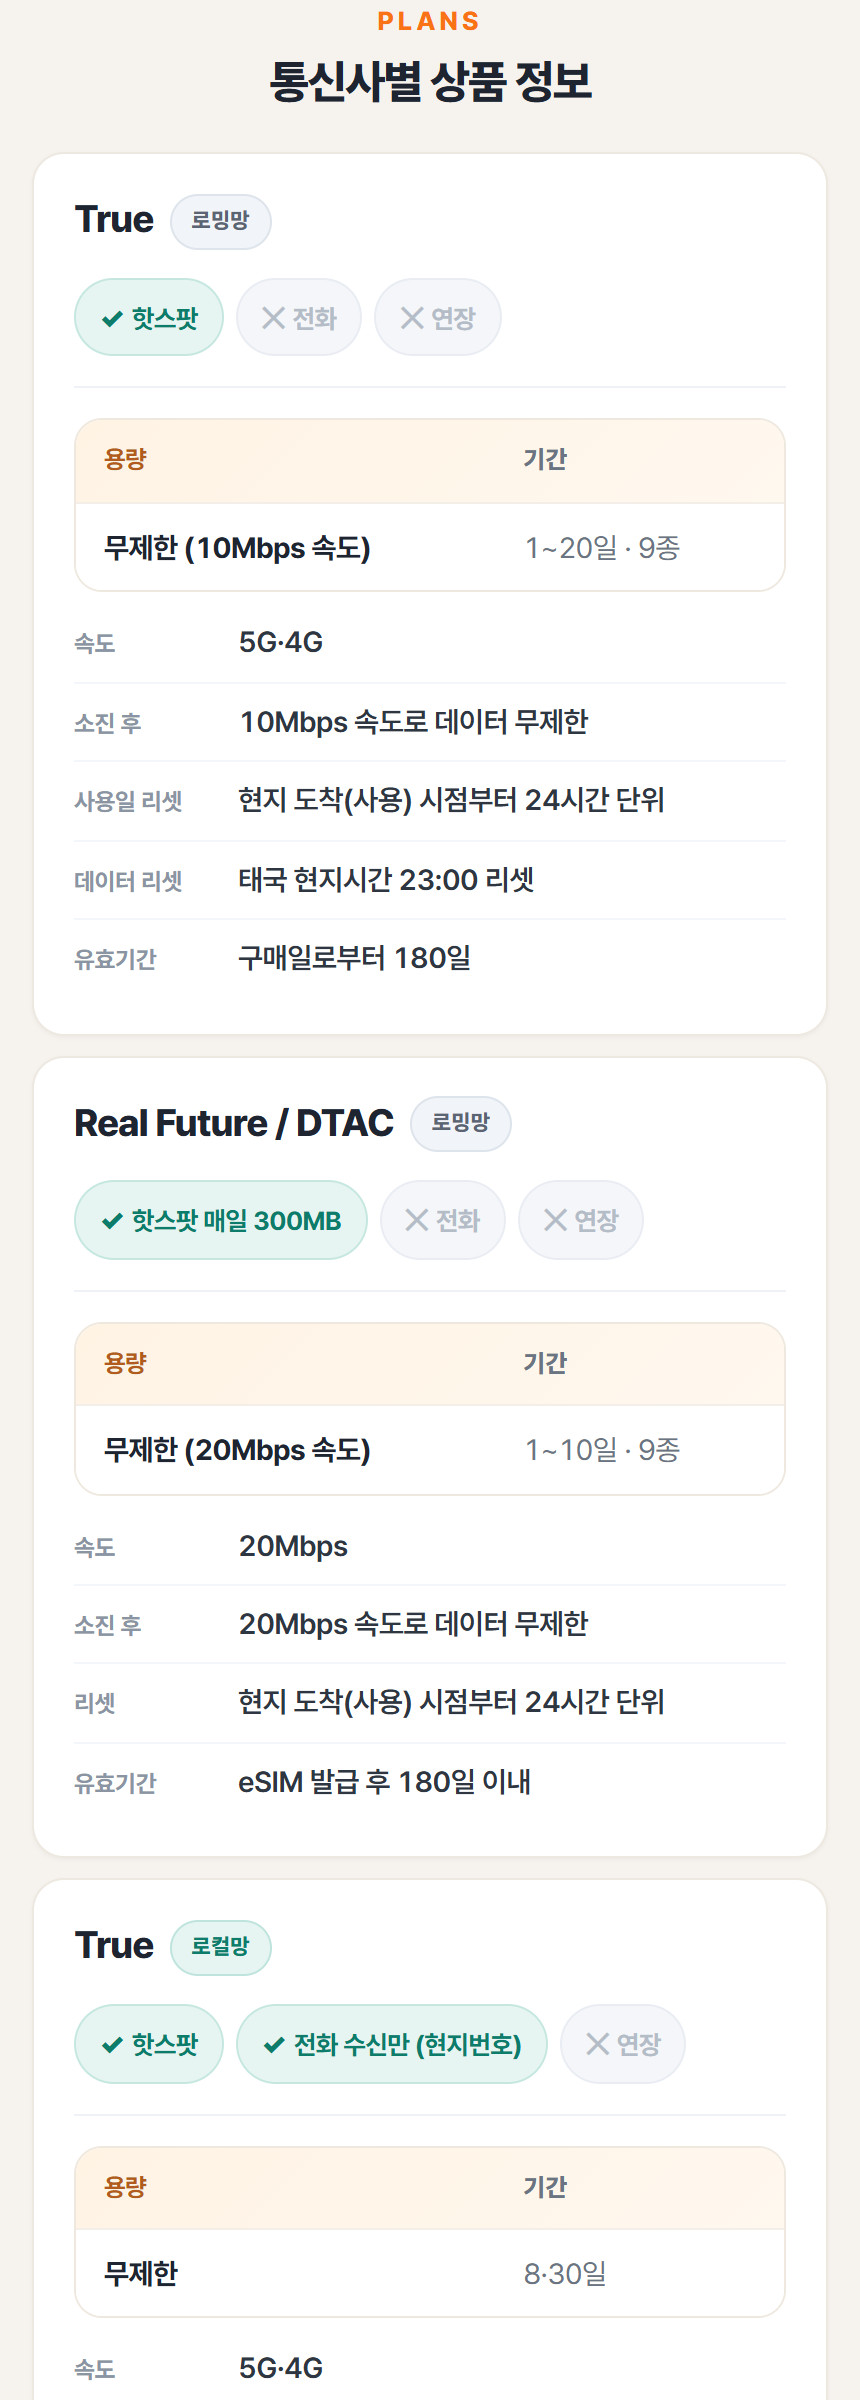 PLANS
통신사별 상품 정보
True 로밍망
✓ 핫스팟 ✕ 전화 ✕ 연장
용량 기간
무제한 (10Mbps 속도) 1~20일 · 9종
속도 5G·4G
소진 후 10Mbps 속도로 데이터 무제한
사용일 리셋 현지 도착(사용) 시점부터 24시간 단위
데이터 리셋 태국 현지시간 23:00 리셋
유효기간 구매일로부터 180일
Real Future / DTAC 로밍망
✓ 핫스팟 매일 300MB ✕ 전화 ✕ 연장
용량 기간
무제한 (20Mbps 속도) 1~10일 · 9종
속도 20Mbps
소진 후 20Mbps 속도로 데이터 무제한
리셋 현지 도착(사용) 시점부터 24시간 단위
유효기간 eSIM 발급 후 180일 이내
True 로컬망
✓ 핫스팟 ✓ 전화 수신만 (현지번호) ✕ 연장
용량 기간
무제한 8·30일
속도 5G·4G